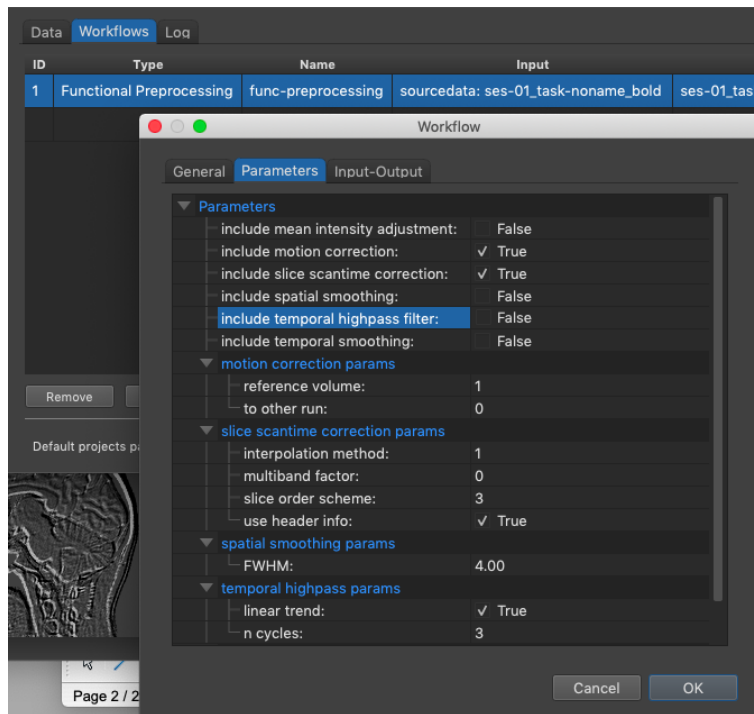 Data Workflows Log
ID Type Name Input
1 Functional Preprocessing func-preprocessing sourcedata: ses-01_task-noname_bold ses-01_tas
Workflow
General Parameters Input-Output
Parameters
include mean intensity adjustment: False
include motion correction: ✓ True
include slice scantime correction: ✓ True
include spatial smoothing: False
include temporal highpass filter: False
include temporal smoothing: False
motion correction params
reference volume: 1
to other run: 0
slice scantime correction params
interpolation method: 1
multiband factor: 0
slice order scheme: 3
use header info: ✓ True
spatial smoothing params
FWHM: 4.00
temporal highpass params
linear trend: ✓ True
n cycles: 3
Remove
Default projects pa
Cancel OK
Page 2 / 2